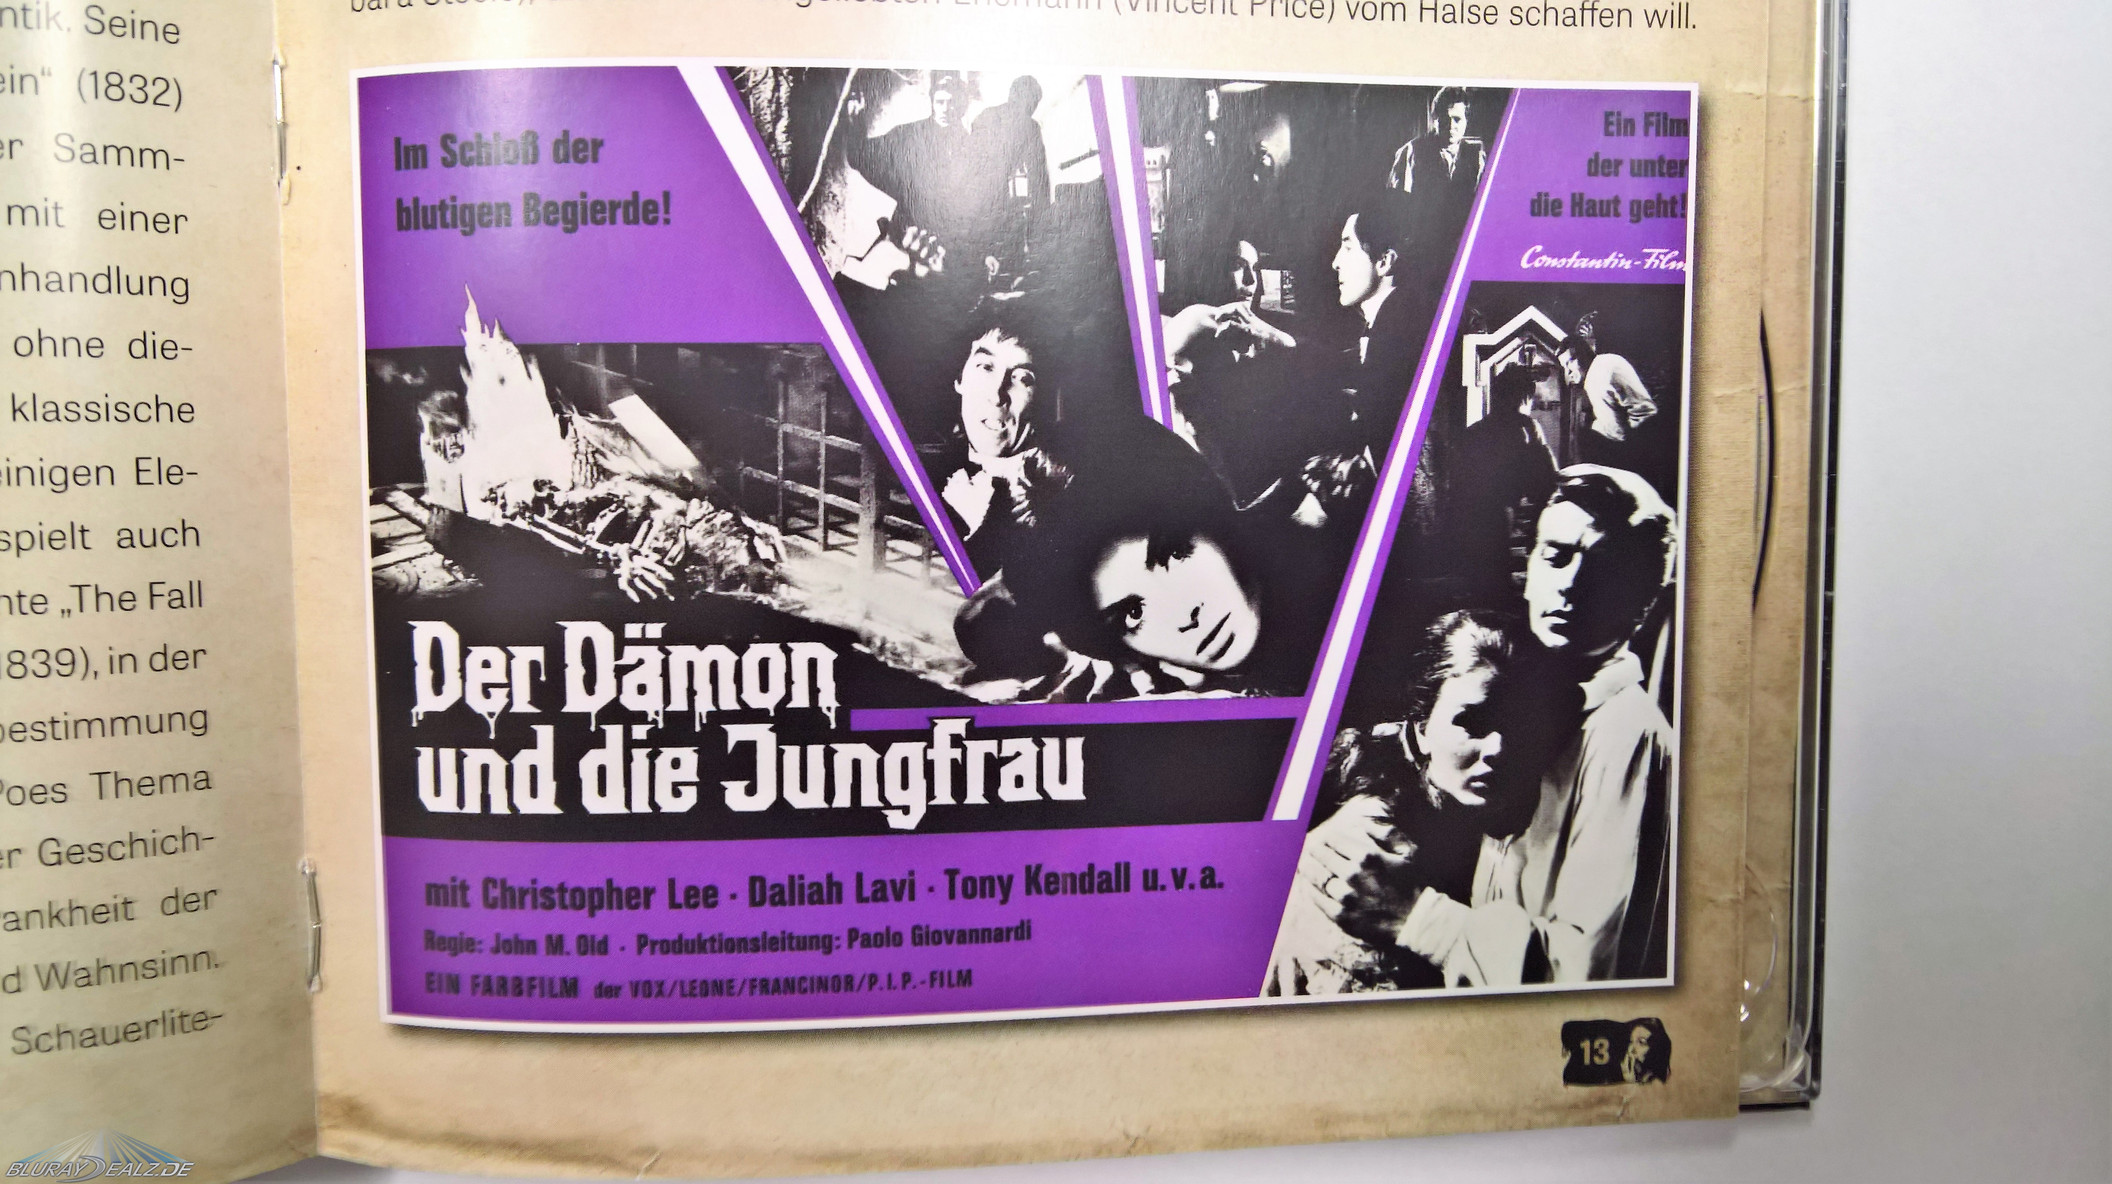 ntik. Seine
ein“ (1832)
er Samm-
mit einer
nhandlung
ohne die-
klassische
einigen Ele-
spielt auch
nte „The Fall
1839), in der
bestimmung
Poes Thema
er Geschich-
ankheit der
d Wahnsinn.
Schauerlite-
(Vincent Price) vom Halse schaffen will.
Im Schloß der
blutigen Begierde!
Ein Film
der unter
die Haut geht!
Constantin-Film
Der Dämon
und die Jungfrau
mit Christopher Lee · Daliah Lavi · Tony Kendall u.v.a.
Regie: John M. Old · Produktionsleitung: Paolo Giovannardi
EIN FARBFILM der VOX/LEONE/FRANCINOR/P.I.P.-FILM
13
BLURAYDEALZ.DE